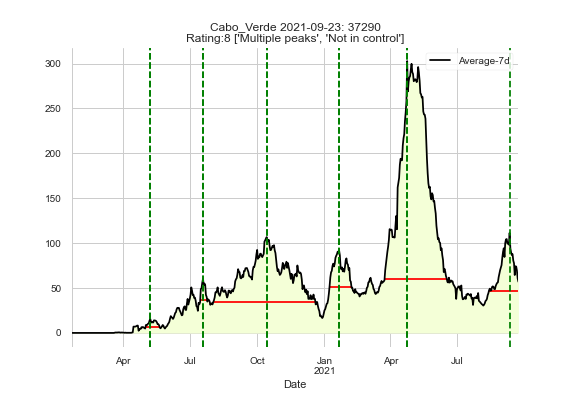 Cabo_Verde 2021-09-23: 37290
Rating:8 ['Multiple peaks', 'Not in control']
Average-7d
300
250
200
150
100
50
0
Apr
Jul
Oct
Jan
2021
Apr
Jul
Date